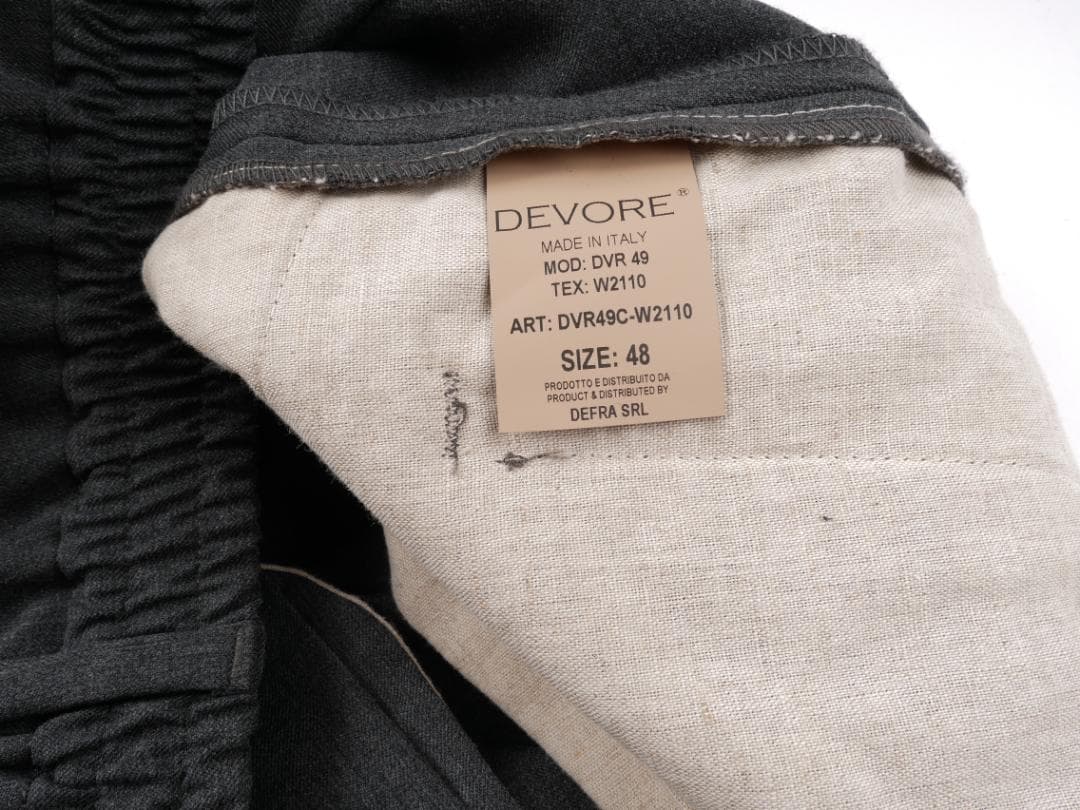 DEVORE®
MADE IN ITALY
MOD: DVR 49
TEX: W2110
ART: DVR49C-W2110
SIZE: 48
PRODOTTO E DISTRIBUITO DA
PRODUCT & DISTRIBUTED BY
DEFRA SRL